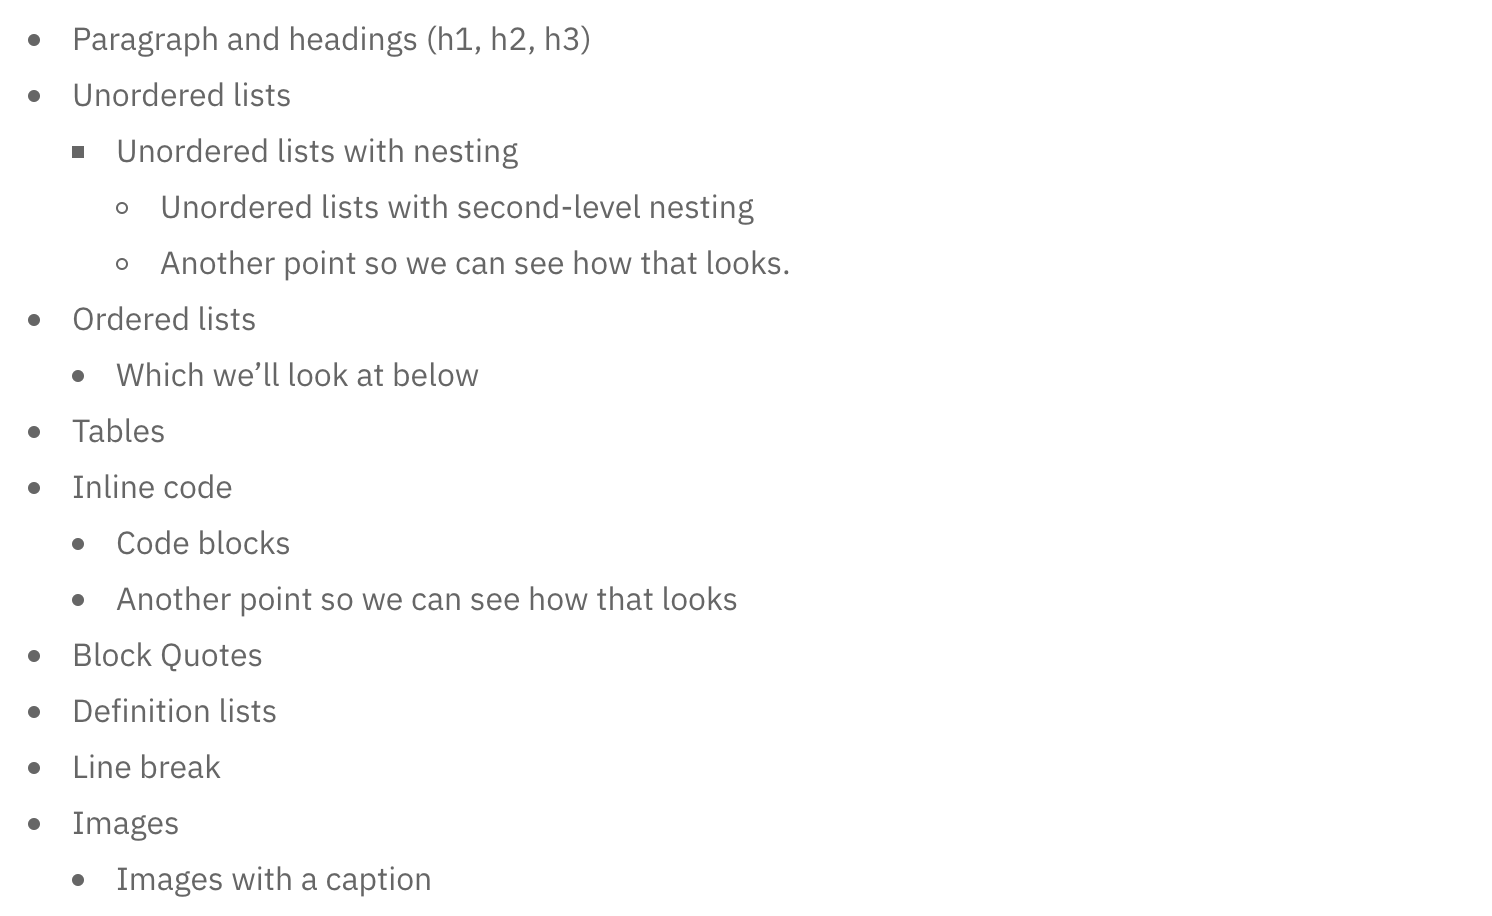 Paragraph and headings (h1, h2, h3)
Unordered lists
Unordered lists with nesting
Unordered lists with second-level nesting
Another point so we can see how that looks.
Ordered lists
Which we’ll look at below
Tables
Inline code
Code blocks
Another point so we can see how that looks
Block Quotes
Definition lists
Line break
Images
Images with a caption